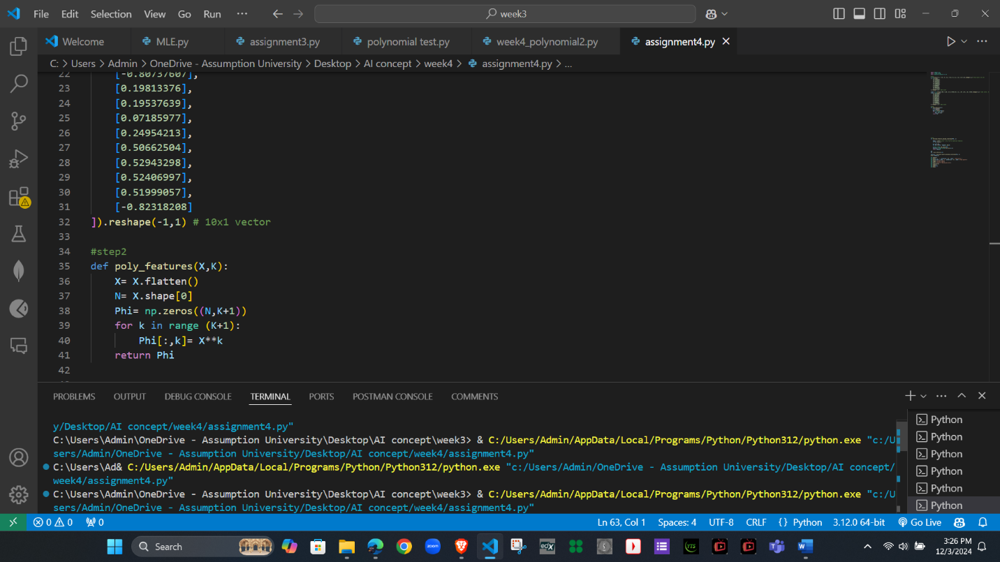 File Edit Selection View Go Run ··· week3
Welcome MLE.py assignment3.py polynomial test.py week4_polynomial2.py assignment4.py
C: > Users > Admin > OneDrive - Assumption University > Desktop > AI concept > week4 > assignment4.py > ...
22 [-0.80737607],
23 [0.19813376],
24 [0.19537639],
25 [0.07185977],
26 [0.24954213],
27 [0.50662504],
28 [0.52943298],
29 [0.52406997],
30 [0.51999057],
31 [-0.82318208]
32 ]).reshape(-1,1) # 10x1 vector
33
34 #step2
35 def poly_features(X,K):
36 X= X.flatten()
37 N= X.shape[0]
38 Phi= np.zeros((N,K+1))
39 for k in range (K+1):
40 Phi[:,k]= X**k
41 return Phi
42
PROBLEMS OUTPUT DEBUG CONSOLE TERMINAL PORTS POSTMAN CONSOLE COMMENTS
y/Desktop/AI concept/week4/assignment4.py"
C:\Users\Admin\OneDrive - Assumption University\Desktop\AI concept\week3> & C:/Users/Admin/AppData/Local/Programs/Python/Python312/python.exe "c:/U
sers/Admin/OneDrive - Assumption University/Desktop/AI concept/week4/assignment4.py"
C:\Users\Ad& C:/Users/Admin/AppData/Local/Programs/Python/Python312/python.exe "c:/Users/Admin/OneDrive - Assumption University/Desktop/AI concept/
week4/assignment4.py"
C:\Users\Admin\OneDrive - Assumption University\Desktop\AI concept\week3> & C:/Users/Admin/AppData/Local/Programs/Python/Python312/python.exe "c:/U
sers/Admin/OneDrive - Assumption University/Desktop/AI concept/week4/assignment4.py"
Python
Python
Python
Python
Python
Python
0 0 0 Ln 63, Col 1 Spaces: 4 UTF-8 CRLF {} Python 3.12.0 64-bit Go Live
Search zoom edX YTS 3:26 PM
12/3/2024